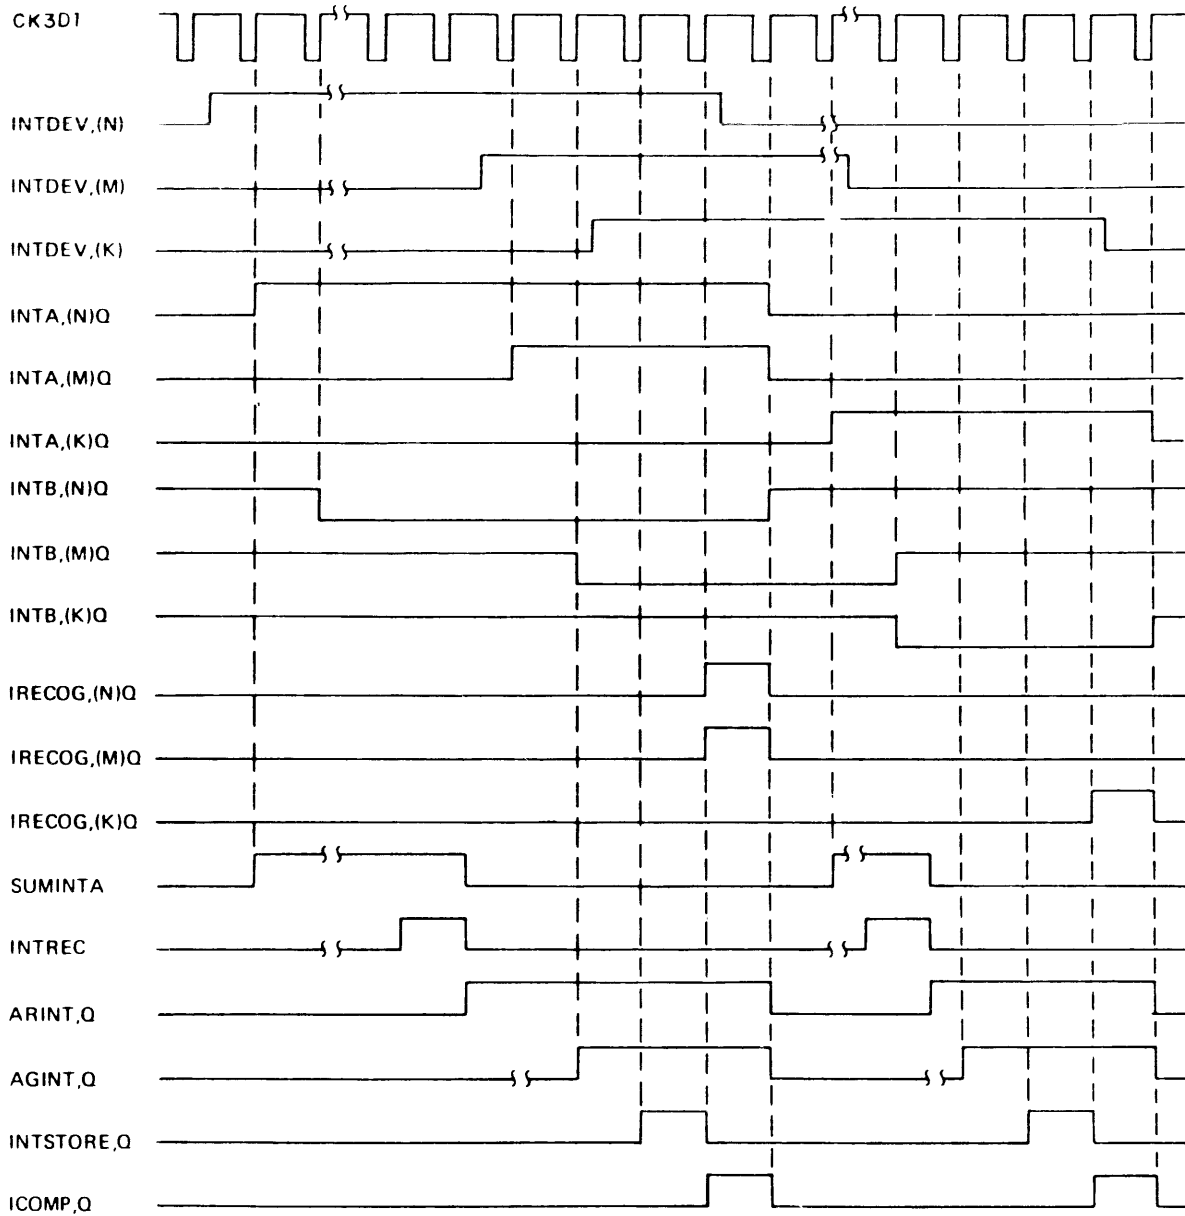 CK3D1
INTDEV,(N)
INTDEV,(M)
INTDEV,(K)
INTA,(N)Q
INTA,(M)Q
INTA,(K)Q
INTB,(N)Q
INTB,(M)Q
INTB,(K)Q
IRECOG,(N)Q
IRECOG,(M)Q
IRECOG,(K)Q
SUMINTA
INTREC
ARINT,Q
AGINT,Q
INTSTORE,Q
ICOMP,Q